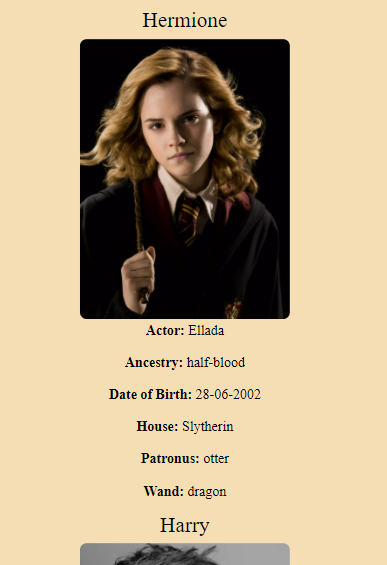 Hermione
Actor: Ellada
Ancestry: half-blood
Date of Birth: 28-06-2002
House: Slytherin
Patronus: otter
Wand: dragon
Harry